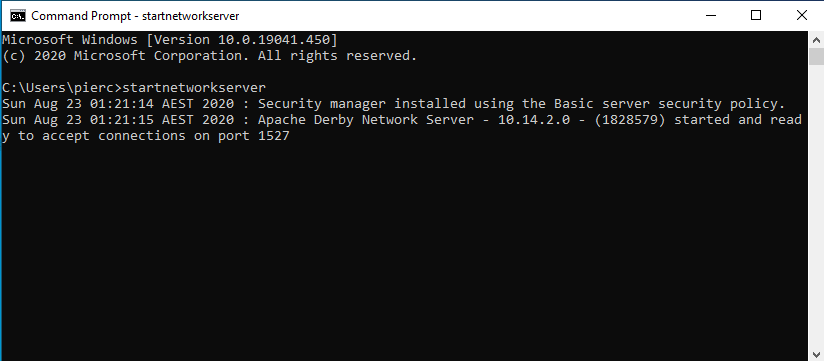 Command Prompt - startnetworkserver
Microsoft Windows [Version 10.0.19041.450]
(c) 2020 Microsoft Corporation. All rights reserved.
C:\Users\pierc>startnetworkserver
Sun Aug 23 01:21:14 AEST 2020 : Security manager installed using the Basic server security policy.
Sun Aug 23 01:21:15 AEST 2020 : Apache Derby Network Server - 10.14.2.0 - (1828579) started and read
y to accept connections on port 1527